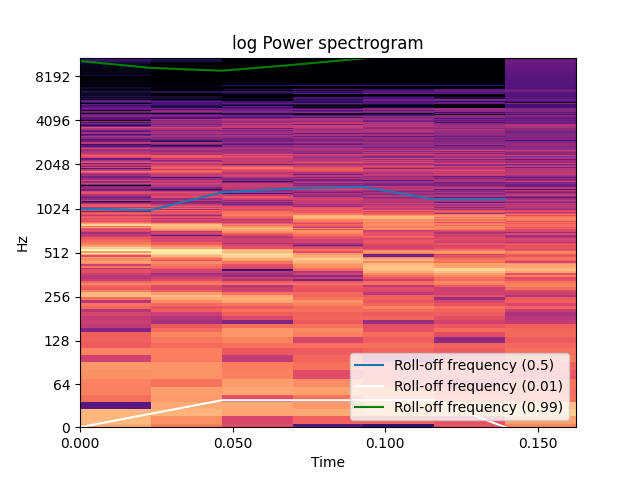 log Power spectrogram
8192
4096
2048
1024
512
256
128
64
0
Hz
Roll-off frequency (0.5)
Roll-off frequency (0.01)
Roll-off frequency (0.99)
0.000 0.050 0.100 0.150
Time